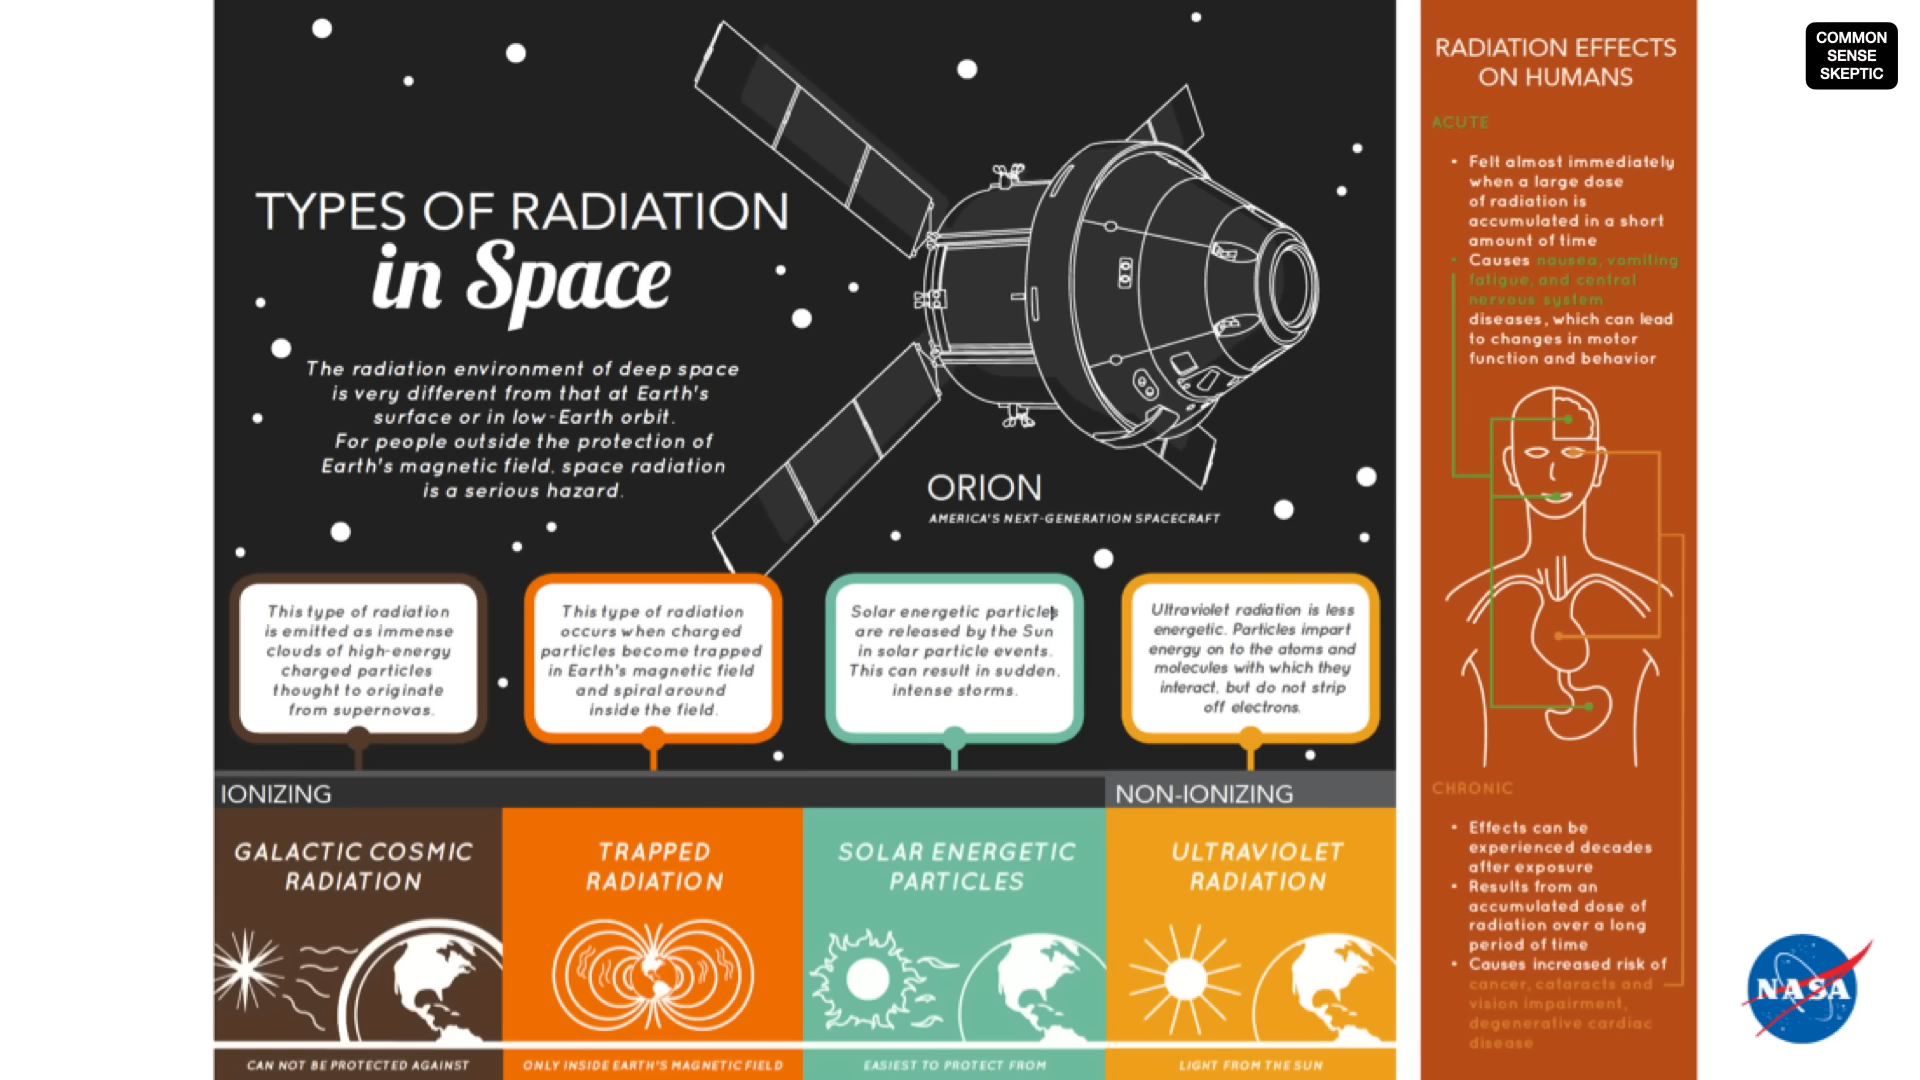 TYPES OF RADIATION
in Space
The radiation environment of deep space
is very different from that at Earth's
surface or in low-Earth orbit.
For people outside the protection of
Earth's magnetic field, space radiation
is a serious hazard.
ORION
AMERICA'S NEXT-GENERATION SPACECRAFT
This type of radiation
is emitted as immense
clouds of high-energy
charged particles
thought to originate
from supernovas.
This type of radiation
occurs when charged
particles become trapped
in Earth's magnetic field
and spiral around
inside the field.
Solar energetic particles
are released by the Sun
in solar particle events.
This can result in sudden,
intense storms.
Ultraviolet radiation is less
energetic. Particles impart
energy on to the atoms and
molecules with which they
interact, but do not strip
off electrons.
IONIZING
NON-IONIZING
GALACTIC COSMIC
RADIATION
TRAPPED
RADIATION
SOLAR ENERGETIC
PARTICLES
ULTRAVIOLET
RADIATION
CAN NOT BE PROTECTED AGAINST
ONLY INSIDE EARTH'S MAGNETIC FIELD
EASIEST TO PROTECT FROM
LIGHT FROM THE SUN
RADIATION EFFECTS
ON HUMANS
ACUTE
• Felt almost immediately
when a large dose
of radiation is
accumulated in a short
amount of time
• Causes nausea, vomiting
fatigue, and central
nervous system
diseases, which can lead
to changes in motor
function and behavior
CHRONIC
• Effects can be
experienced decades
after exposure
• Results from an
accumulated dose of
radiation over a long
period of time
• Causes increased risk of
cancer, cataracts and
vision impairment,
degenerative cardiac
disease
COMMON
SENSE
SKEPTIC
NASA